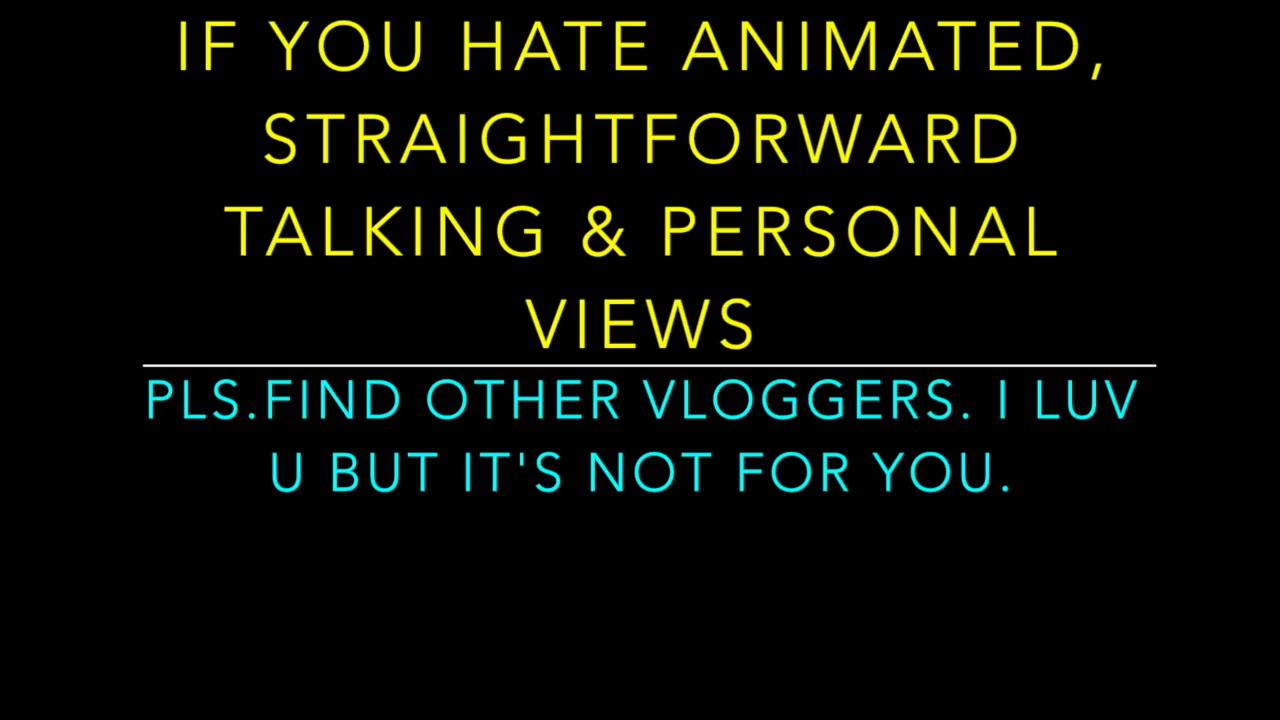 IF YOU HATE ANIMATED,
STRAIGHTFORWARD
TALKING & PERSONAL
VIEWS
PLS.FIND OTHER VLOGGERS. I LUV
U BUT IT'S NOT FOR YOU.